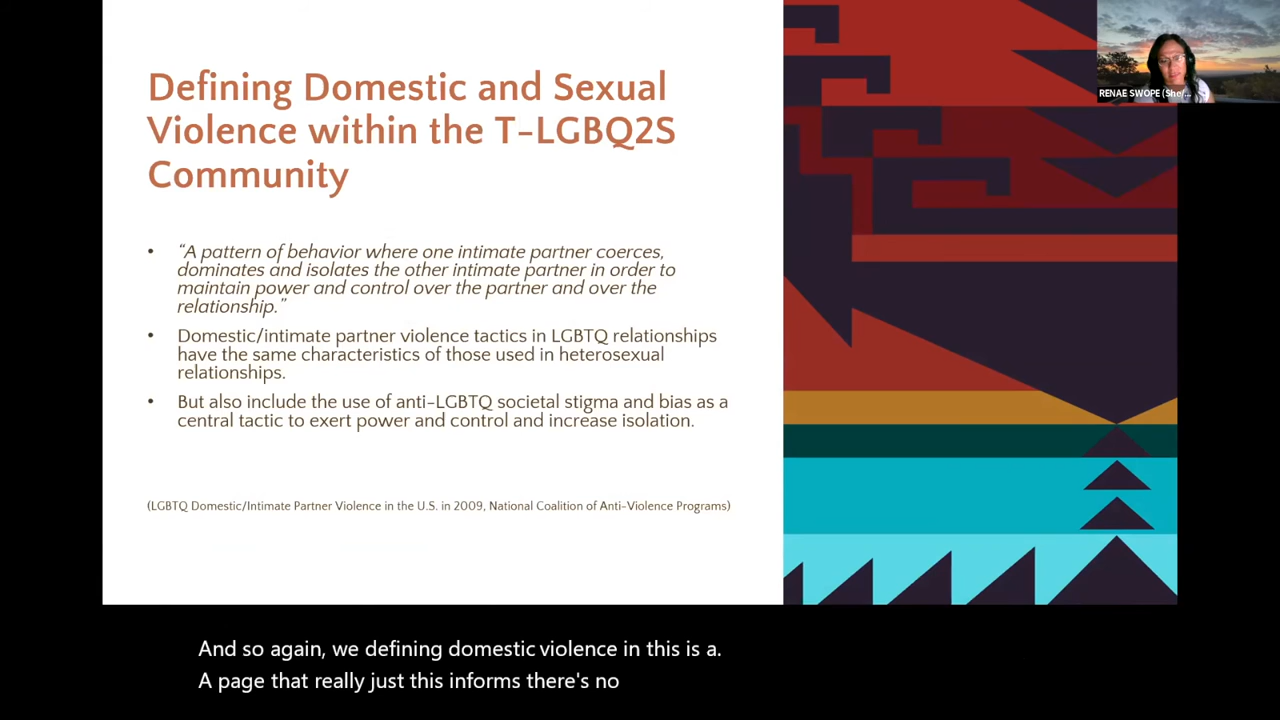 Defining Domestic and Sexual
Violence within the T-LGBQ2S
Community
• “A pattern of behavior where one intimate partner coerces,
dominates and isolates the other intimate partner in order to
maintain power and control over the partner and over the
relationship.”
• Domestic/intimate partner violence tactics in LGBTQ relationships
have the same characteristics of those used in heterosexual
relationships.
• But also include the use of anti-LGBTQ societal stigma and bias as a
central tactic to exert power and control and increase isolation.
(LGBTQ Domestic/Intimate Partner Violence in the U.S. in 2009, National Coalition of Anti-Violence Programs)
RENAE SWOPE (She/...
And so again, we defining domestic violence in this is a.
A page that really just this informs there's no